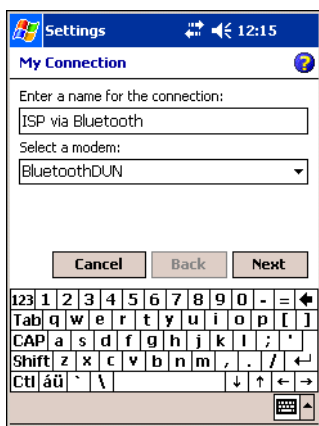 Settings 12:15
My Connection ?
Enter a name for the connection:
ISP via Bluetooth
Select a modem:
BluetoothDUN
Cancel Back Next
123 1 2 3 4 5 6 7 8 9 0 - =
Tab q w e r t y u i o p [ ]
CAP a s d f g h j k l ; '
Shift z x c v b n m , . /
Ctl áü ` \ ↓ ↑ ← →